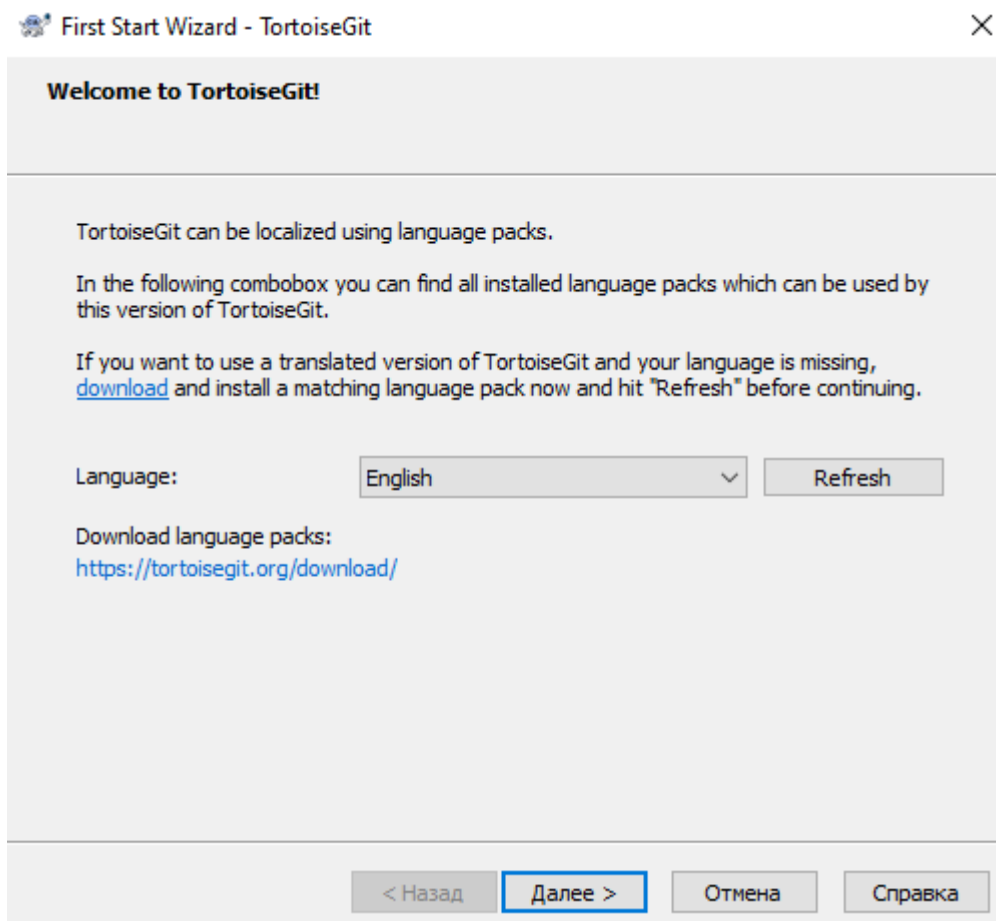 First Start Wizard - TortoiseGit
Welcome to TortoiseGit!
TortoiseGit can be localized using language packs.
In the following combobox you can find all installed language packs which can be used by
this version of TortoiseGit.
If you want to use a translated version of TortoiseGit and your language is missing,
download and install a matching language pack now and hit "Refresh" before continuing.
Language: English Refresh
Download language packs:
https://tortoisegit.org/download/
< Назад Далее > Отмена Справка